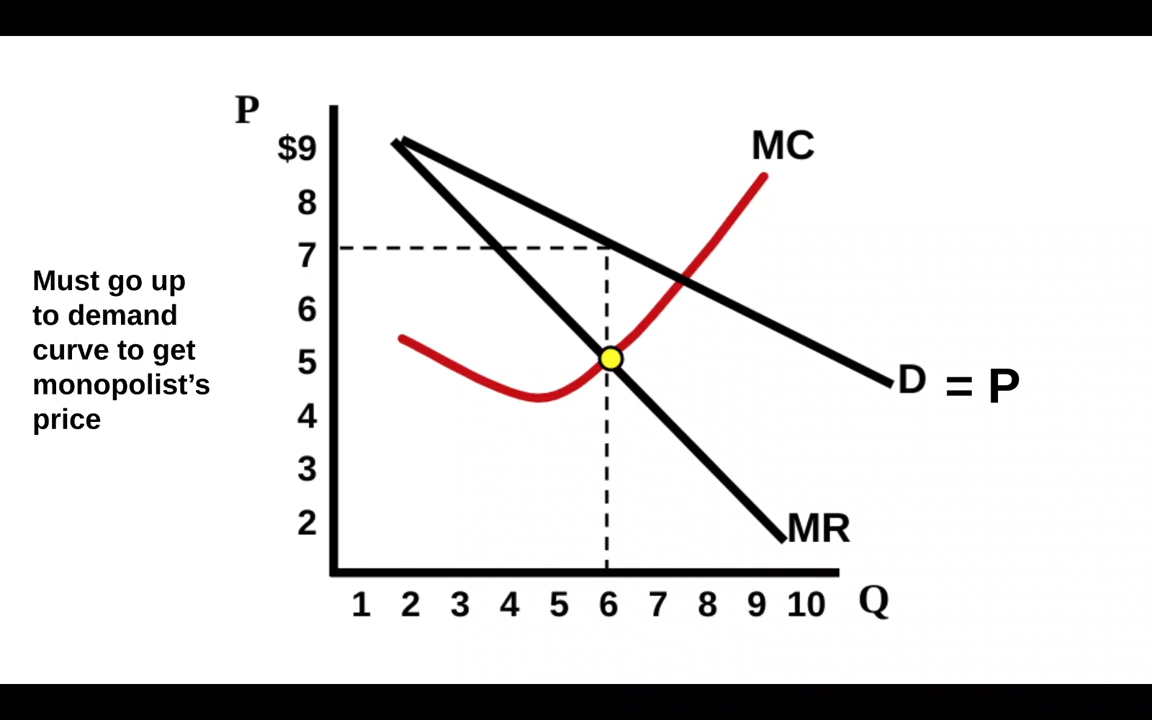 P
$9
8
7
6
5
4
3
2
Must go up
to demand
curve to get
monopolist’s
price
MC
D = P
MR
1 2 3 4 5 6 7 8 9 10 Q